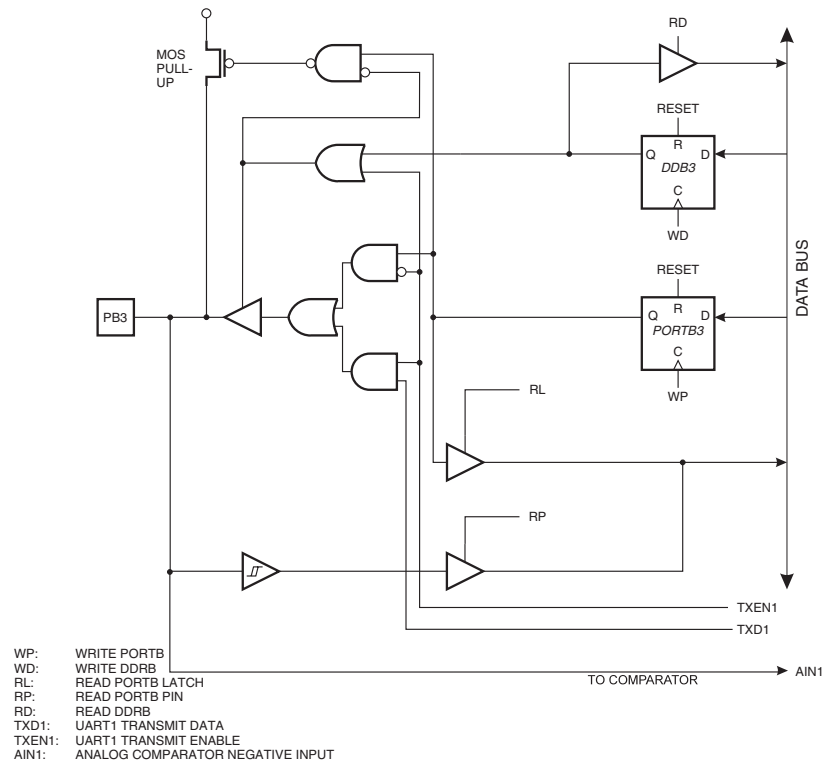 RD
MOS
PULL-
UP
RESET
R
Q
D
DDB3
C
WD
DATA BUS
RESET
R
Q
D
PORTB3
C
WP
PB3
RL
RP
TXEN1
TXD1
TO COMPARATOR
AIN1
WP: WRITE PORTB
WD: WRITE DDRB
RL: READ PORTB LATCH
RP: READ PORTB PIN
RD: READ DDRB
TXD1: UART1 TRANSMIT DATA
TXEN1: UART1 TRANSMIT ENABLE
AIN1: ANALOG COMPARATOR NEGATIVE INPUT